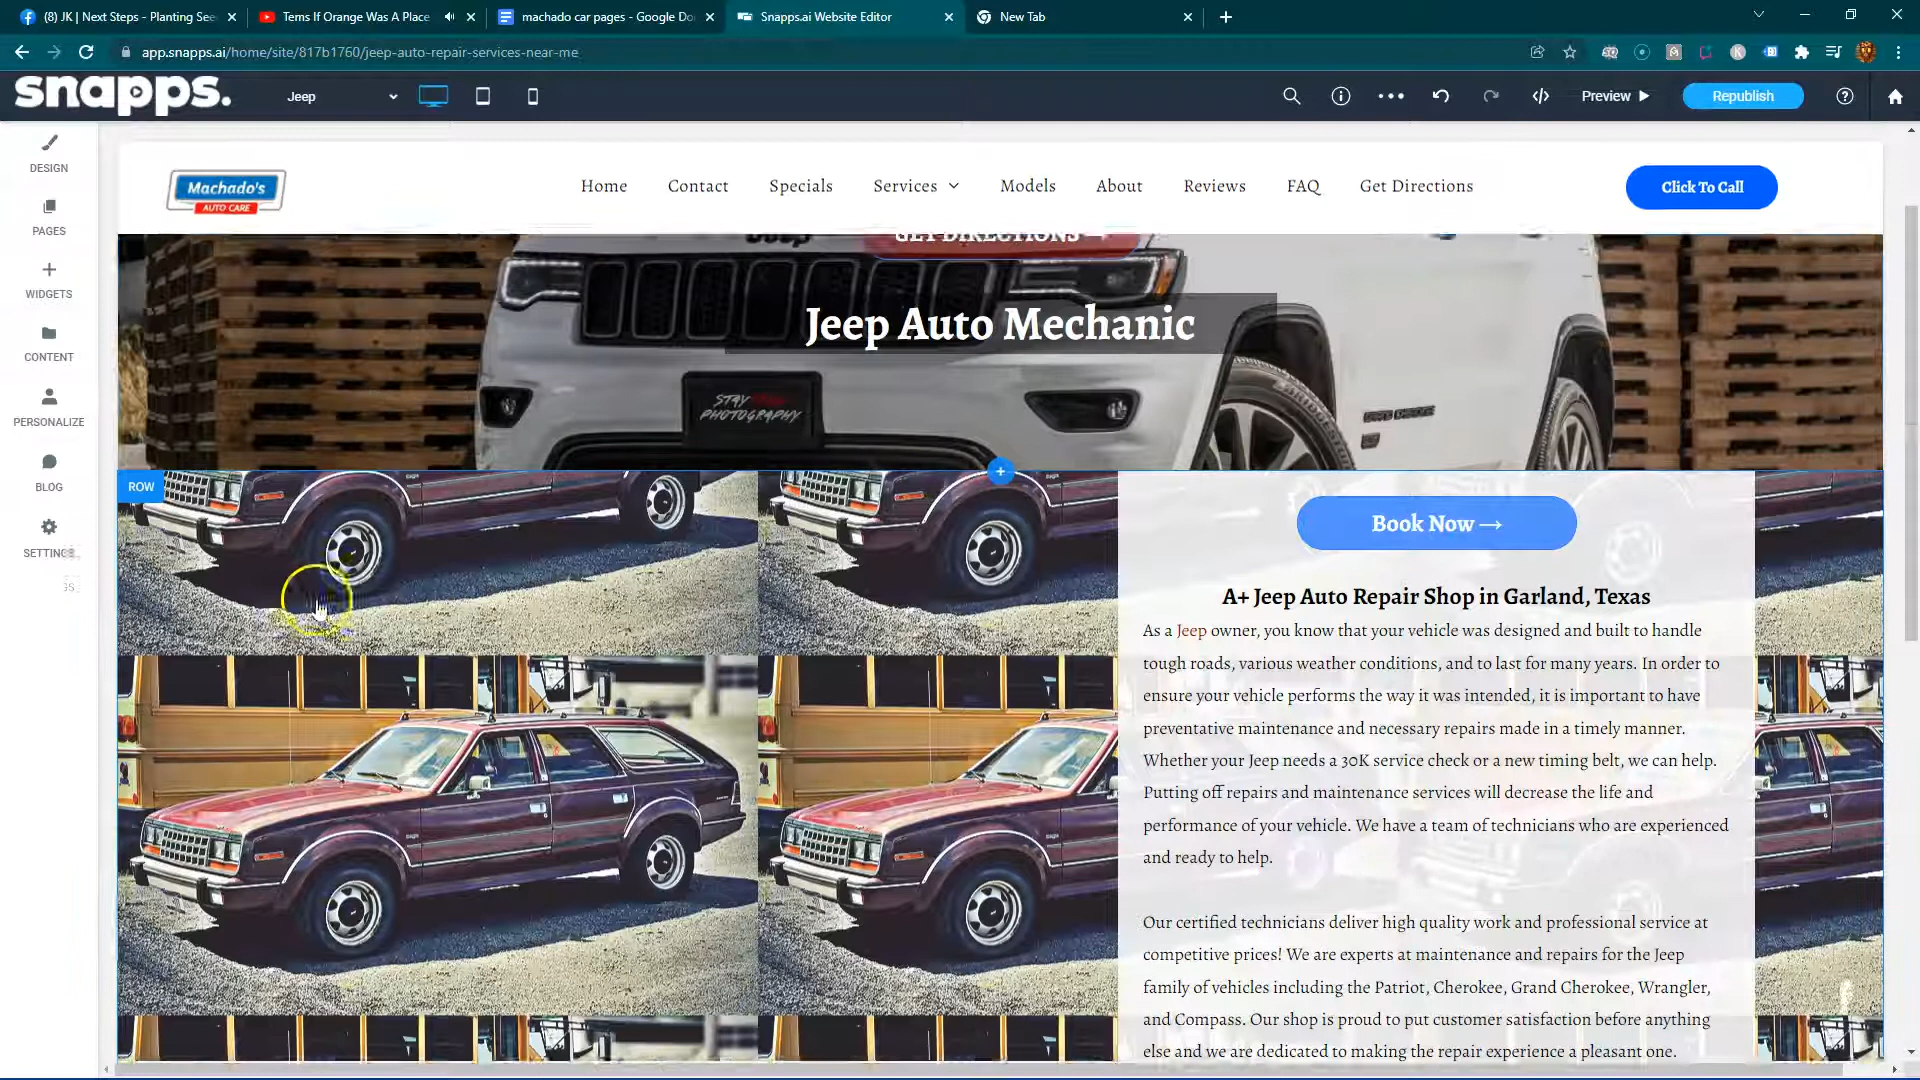 (8) JK | Next Steps - Planting See
Tems If Orange Was A Place
machado car pages - Google Do
Snapps.ai Website Editor
New Tab
app.snapps.ai/home/site/817b1760/jeep-auto-repair-services-near-me
snapps.
Jeep
Preview
Republish
DESIGN
PAGES
WIDGETS
CONTENT
PERSONALIZE
BLOG
SETTINGS
Machado's
AUTO CARE
Home
Contact
Specials
Services
Models
About
Reviews
FAQ
Get Directions
Click To Call
GET DIRECTIONS
Jeep Auto Mechanic
STAY
PHOTOGRAPHY
ROW
Book Now →
A+ Jeep Auto Repair Shop in Garland, Texas
As a Jeep owner, you know that your vehicle was designed and built to handle
tough roads, various weather conditions, and to last for many years. In order to
ensure your vehicle performs the way it was intended, it is important to have
preventative maintenance and necessary repairs made in a timely manner.
Whether your Jeep needs a 30K service check or a new timing belt, we can help.
Putting off repairs and maintenance services will decrease the life and
performance of your vehicle. We have a team of technicians who are experienced
and ready to help.
Our certified technicians deliver high quality work and professional service at
competitive prices! We are experts at maintenance and repairs for the Jeep
family of vehicles including the Patriot, Cherokee, Grand Cherokee, Wrangler,
and Compass. Our shop is proud to put customer satisfaction before anything
else and we are dedicated to making the repair experience a pleasant one.